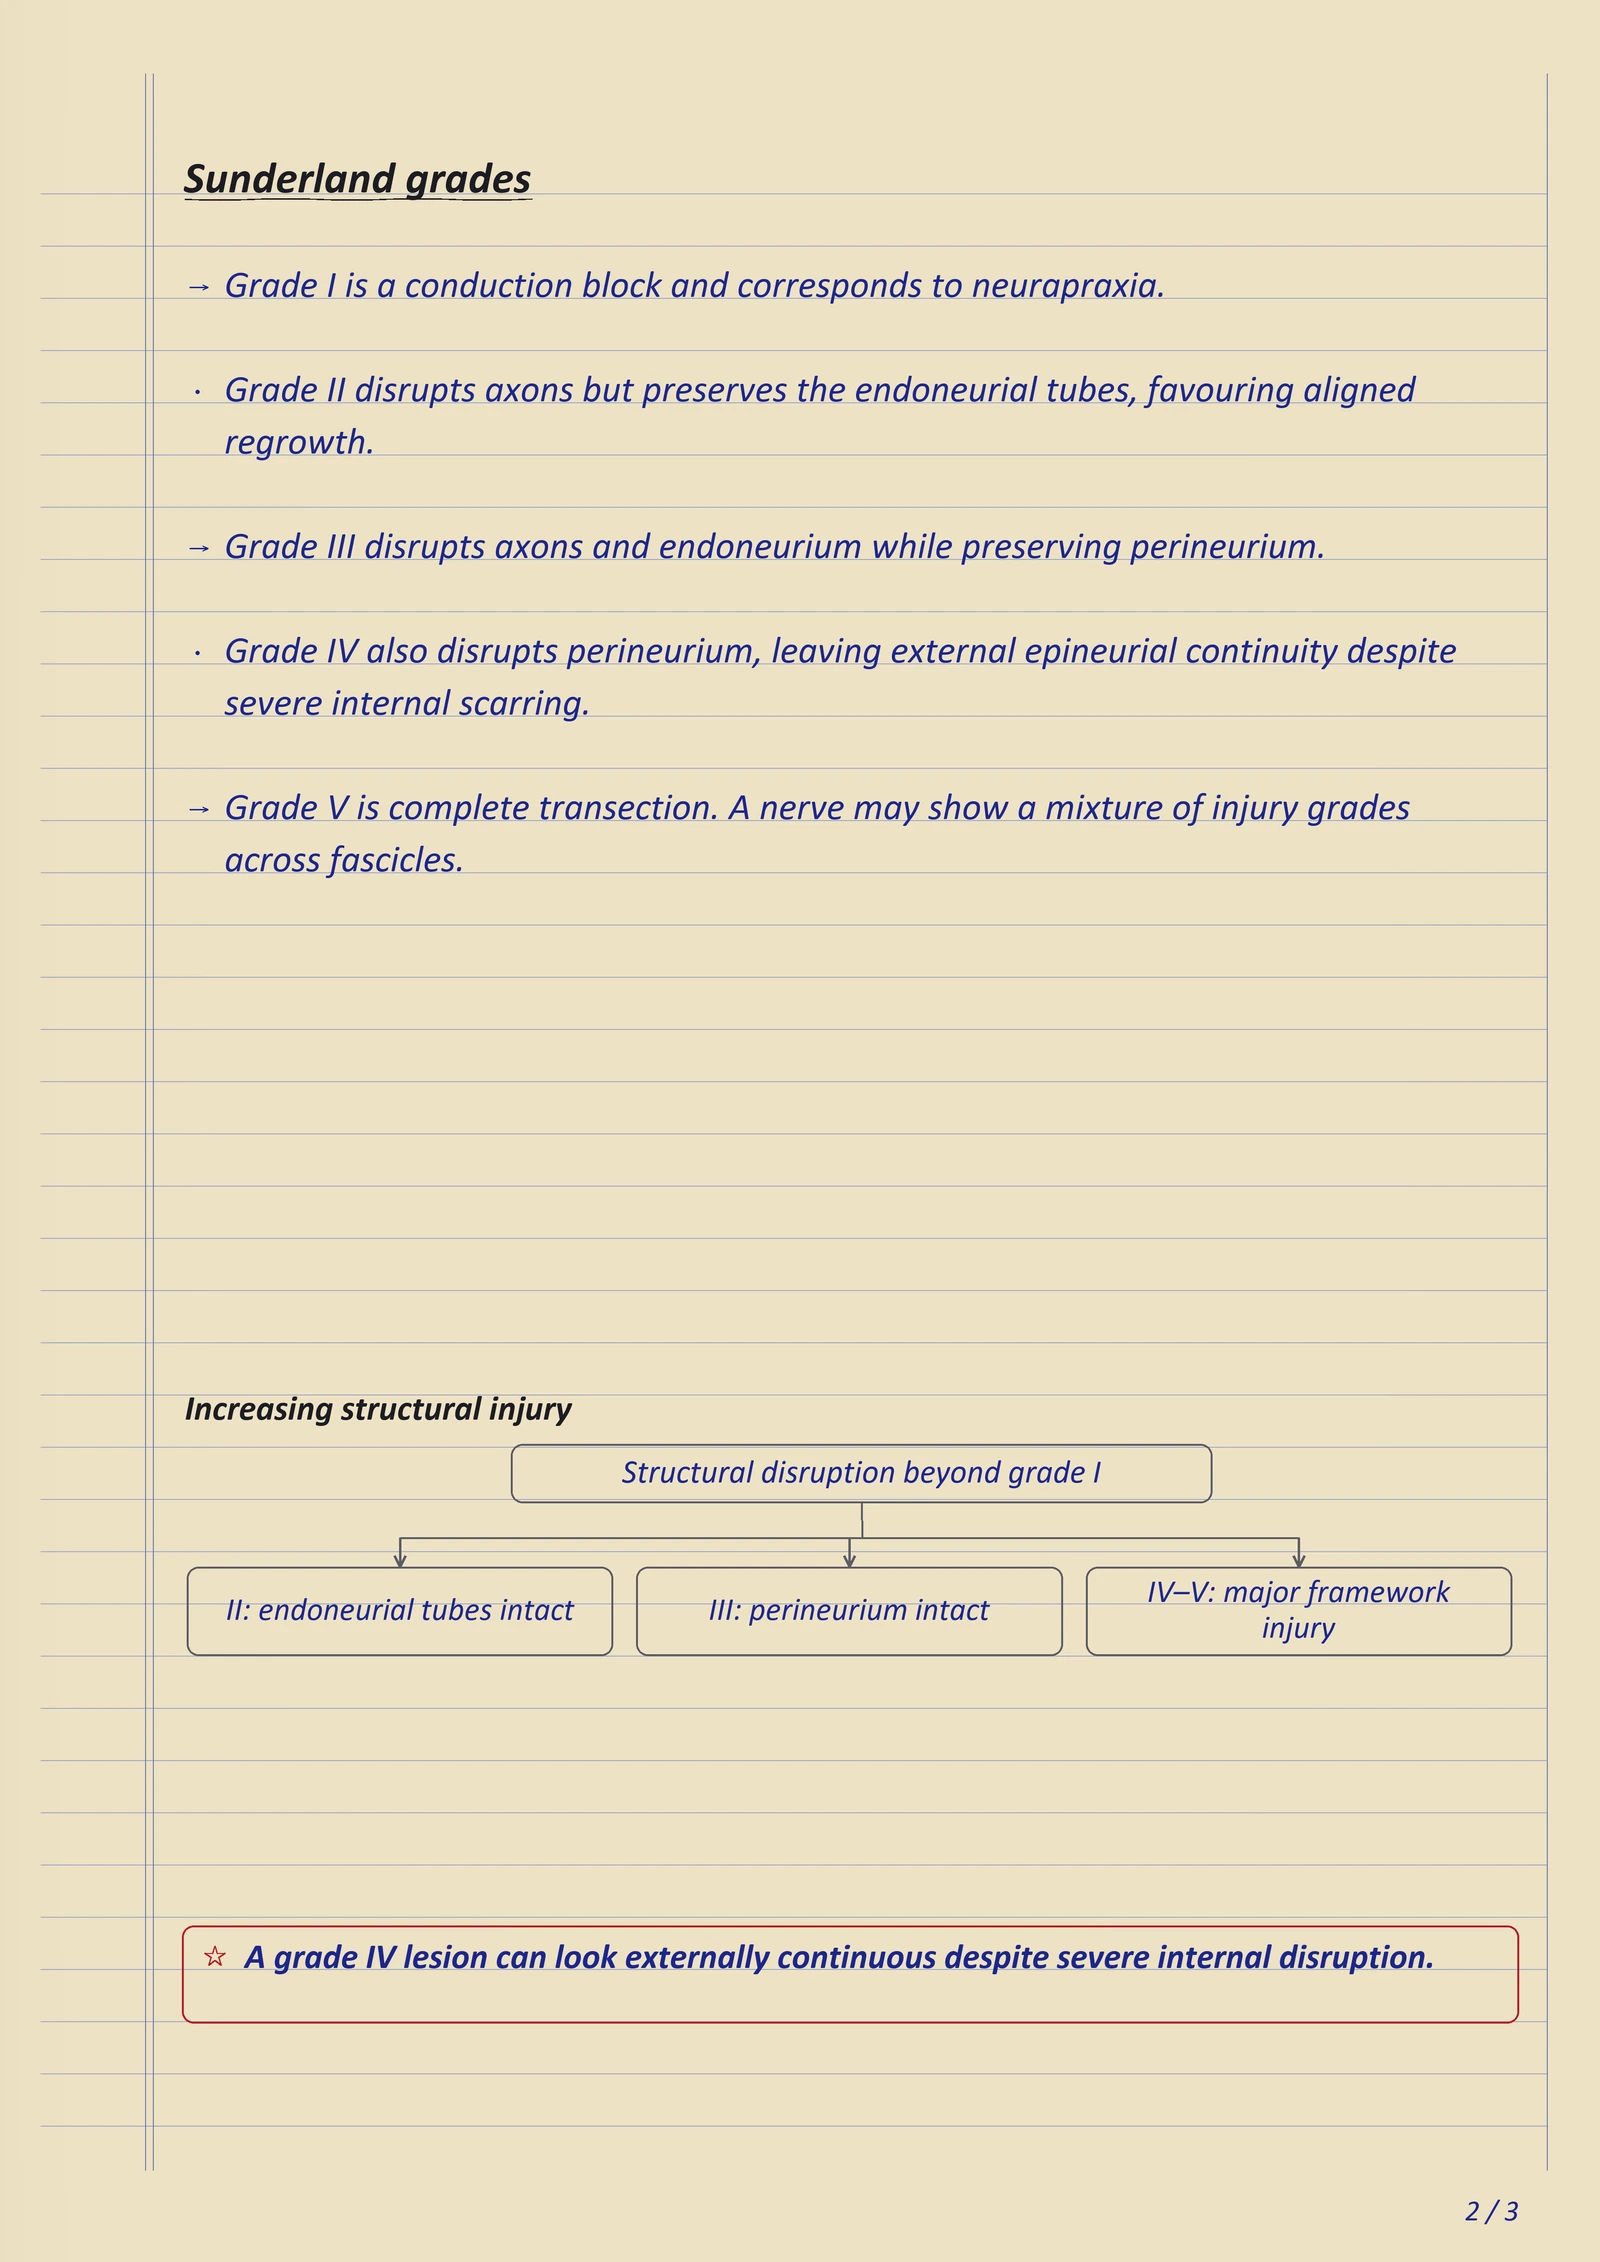 Sunderland grades
→ Grade I is a conduction block and corresponds to neurapraxia.
· Grade II disrupts axons but preserves the endoneurial tubes, favouring aligned
regrowth.
→ Grade III disrupts axons and endoneurium while preserving perineurium.
· Grade IV also disrupts perineurium, leaving external epineurial continuity despite
severe internal scarring.
→ Grade V is complete transection. A nerve may show a mixture of injury grades
across fascicles.
Increasing structural injury
Structural disruption beyond grade I
II: endoneurial tubes intact
III: perineurium intact
IV–V: major framework
injury
☆ A grade IV lesion can look externally continuous despite severe internal disruption.
2 / 3